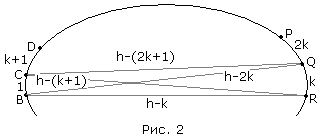 D
P
k+1
2k
h-(2k+1)
Q
C
h-(k+1)
h-2k
k
1
B
h-k
R
Рис. 2